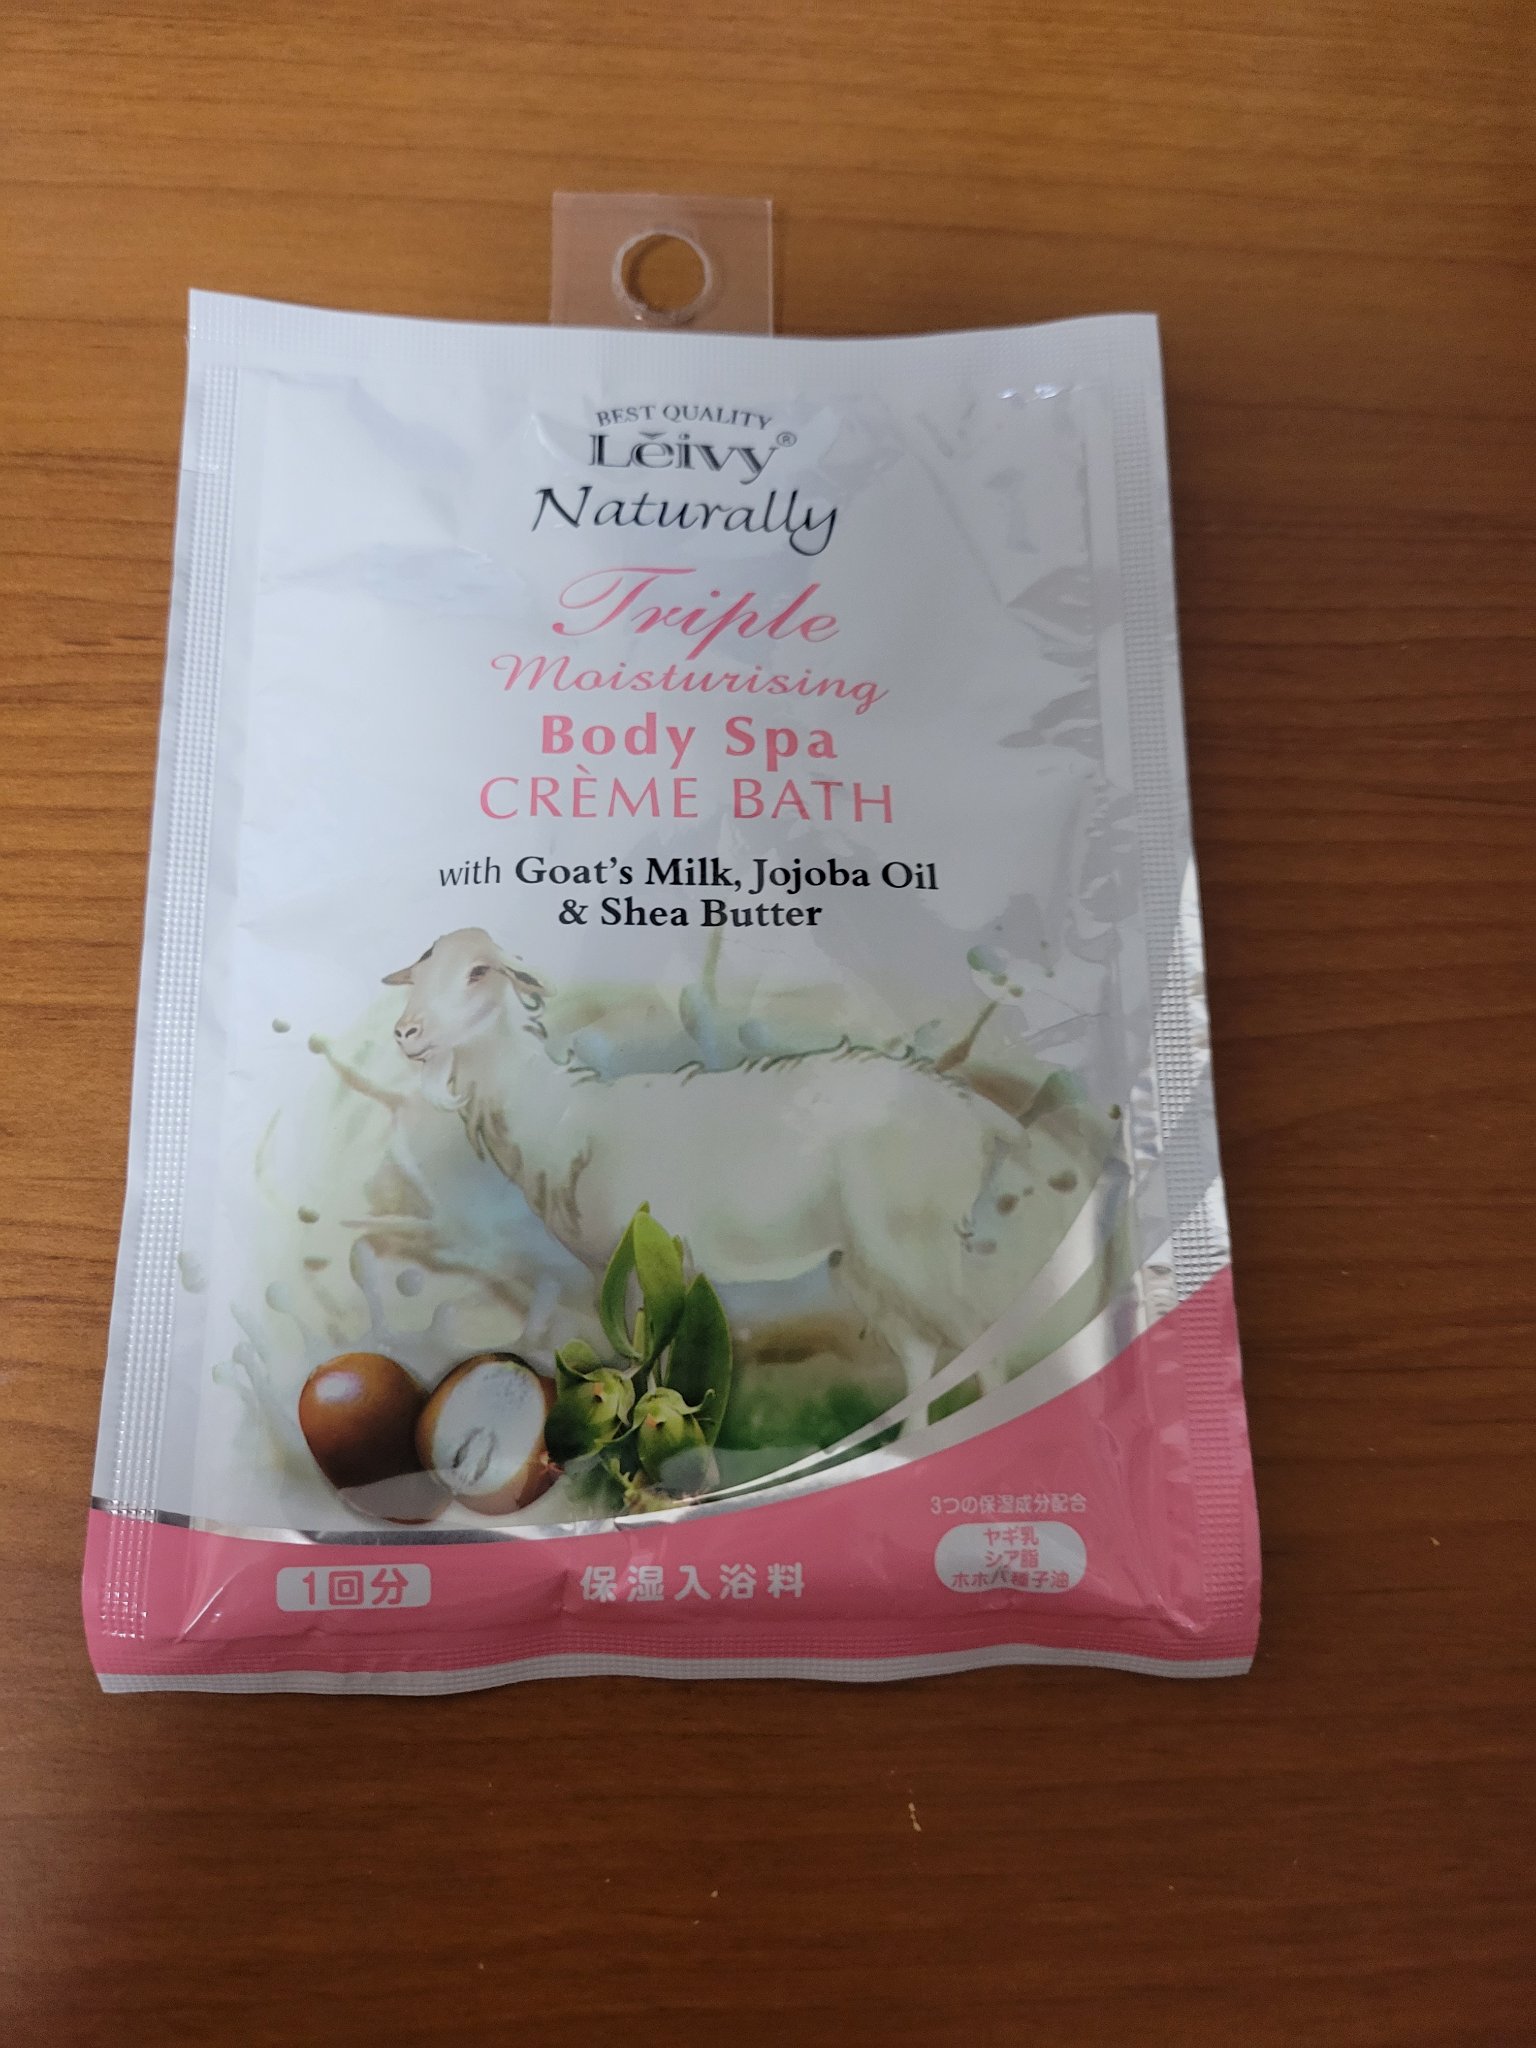 BEST QUALITY
Lěivy®
Naturally
Triple
Moisturising
Body Spa
CRÈME BATH
with Goat's Milk, Jojoba Oil
& Shea Butter
3つの保湿成分配合
ヤギ乳
シア脂
ホホバ種子油
1回分
保湿入浴料